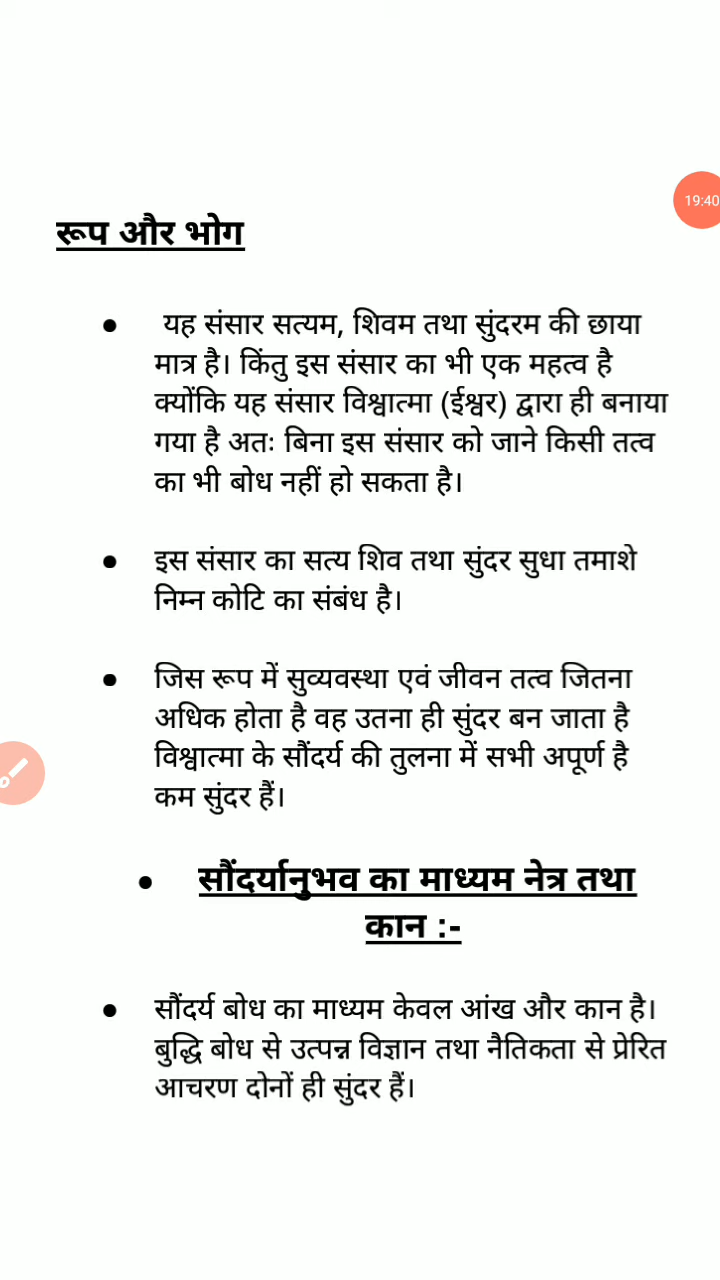 19:40
रूप और भोग
● यह संसार सत्यम, शिवम तथा सुंदरम की छाया
मात्र है। किंतु इस संसार का भी एक महत्व है
क्योंकि यह संसार विश्वात्मा (ईश्वर) द्वारा ही बनाया
गया है अतः बिना इस संसार को जाने किसी तत्व
का भी बोध नहीं हो सकता है।
● इस संसार का सत्य शिव तथा सुंदर सुधा तमाशे
निम्न कोटि का संबंध है।
● जिस रूप में सुव्यवस्था एवं जीवन तत्व जितना
अधिक होता है वह उतना ही सुंदर बन जाता है
विश्वात्मा के सौंदर्य की तुलना में सभी अपूर्ण है
कम सुंदर हैं।
● सौंदर्यानुभव का माध्यम नेत्र तथा
कान :-
● सौंदर्य बोध का माध्यम केवल आंख और कान है।
बुद्धि बोध से उत्पन्न विज्ञान तथा नैतिकता से प्रेरित
आचरण दोनों ही सुंदर हैं।